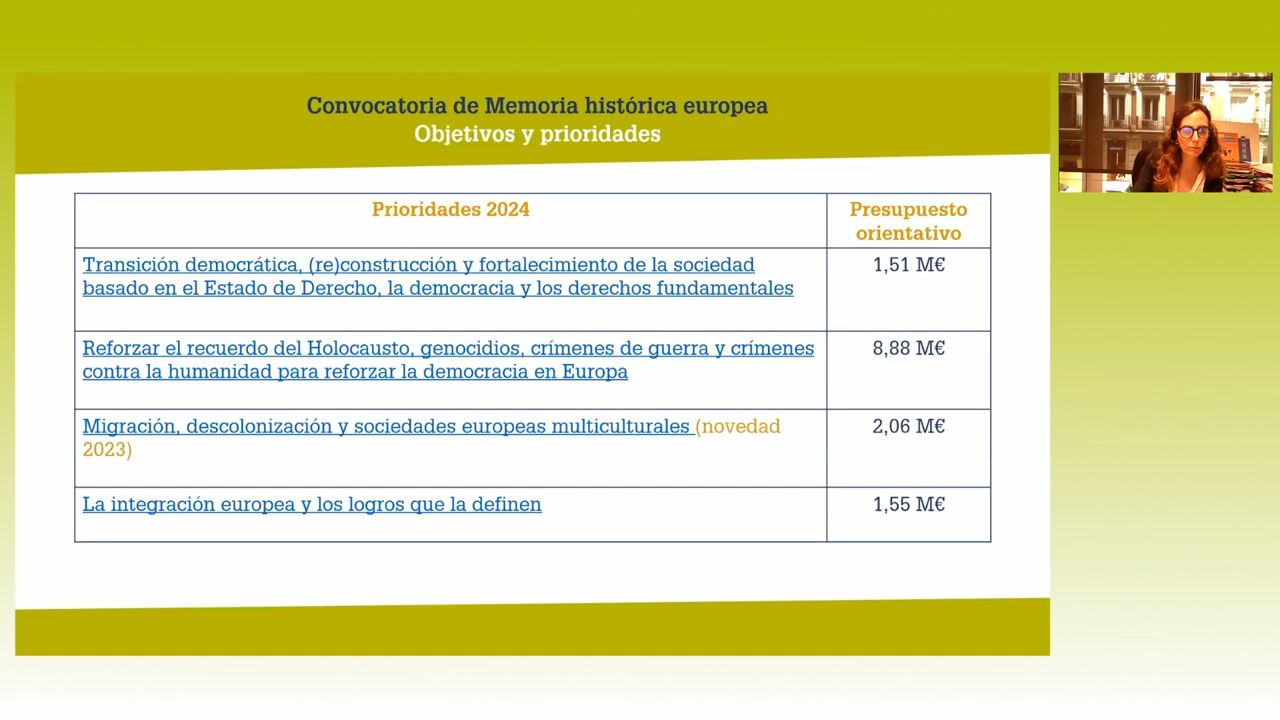 Convocatoria de Memoria histórica europea
Objetivos y prioridades
Prioridades 2024
Presupuesto
orientativo
Transición democrática, (re)construcción y fortalecimiento de la sociedad
basado en el Estado de Derecho, la democracia y los derechos fundamentales
1,51 M€
Reforzar el recuerdo del Holocausto, genocidios, crímenes de guerra y crímenes
contra la humanidad para reforzar la democracia en Europa
8,88 M€
Migración, descolonización y sociedades europeas multiculturales (novedad
2023)
2,06 M€
La integración europea y los logros que la definen
1,55 M€